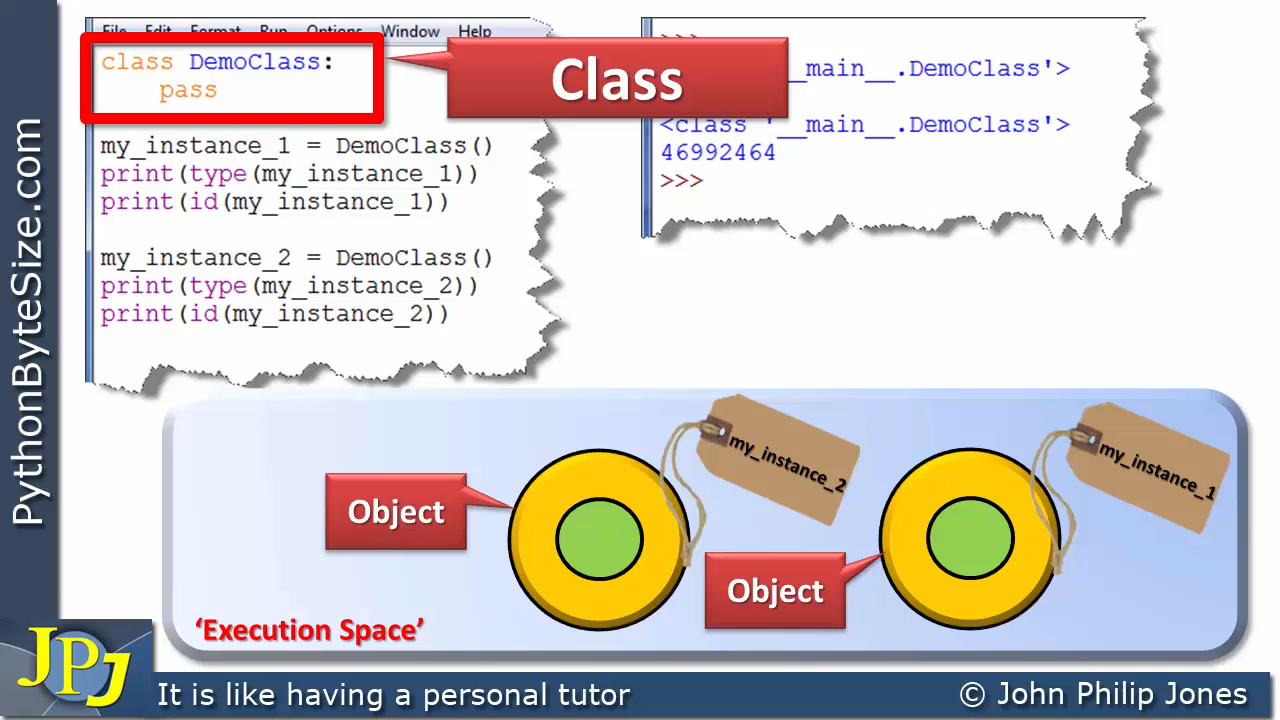 File Edit Format Run Options Window Help
class DemoClass:
pass
Class
my_instance_1 = DemoClass()
print(type(my_instance_1))
print(id(my_instance_1))
my_instance_2 = DemoClass()
print(type(my_instance_2))
print(id(my_instance_2))
>>>
__main__.DemoClass'>
<class '__main__.DemoClass'>
46992464
>>>
my_instance_2
my_instance_1
Object
Object
‘Execution Space’
PythonByteSize.com
JPJ
It is like having a personal tutor
© John Philip Jones